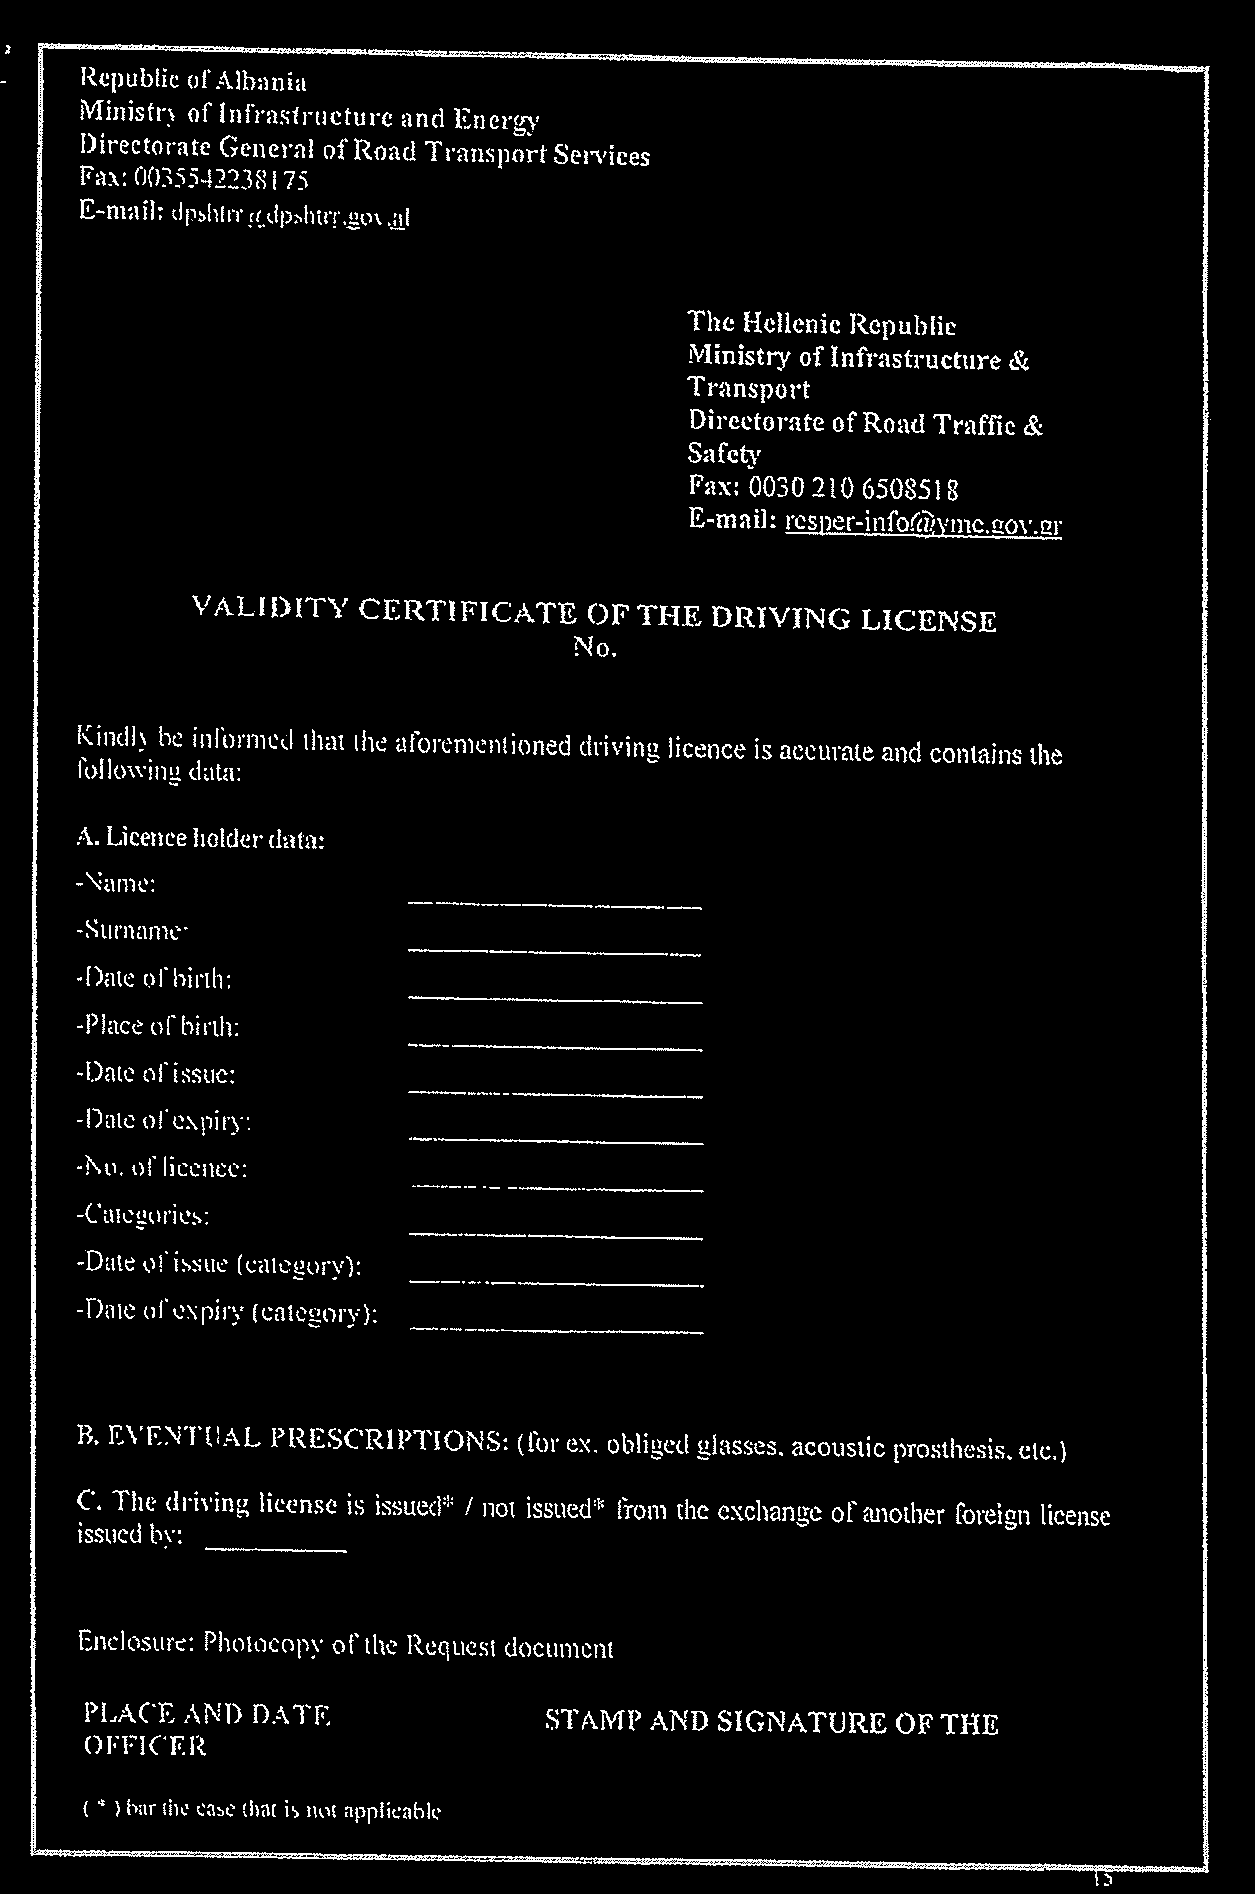 Republic of Albania
Ministry of Infrastructure and Energy
Directorate General of Road Transport Services
Fax: 0035542238175
E-mail: dpshtrr@dpshtrr.gov.al
The Hellenic Republic
Ministry of Infrastructure &
Transport
Directorate of Road Traffic &
Safety
Fax: 0030 210 6508518
E-mail: resper-info@yme.gov.gr
VALIDITY CERTIFICATE OF THE DRIVING LICENSE
No.
Kindly be informed that the aforementioned driving licence is accurate and contains the
following data:
A. Licence holder data:
-Name:
-Surname:
-Date of birth:
-Place of birth:
-Date of issue:
-Date of expiry:
-No. of licence:
-Categories:
-Date of issue (category):
-Date of expiry (category):
B. EVENTUAL PRESCRIPTIONS: (for ex. obliged glasses, acoustic prosthesis, etc.)
C. The driving license is issued* / not issued* from the exchange of another foreign license
issued by:
Enclosure: Photocopy of the Request document
PLACE AND DATE STAMP AND SIGNATURE OF THE
OFFICER
( * ) bar the case that is not applicable